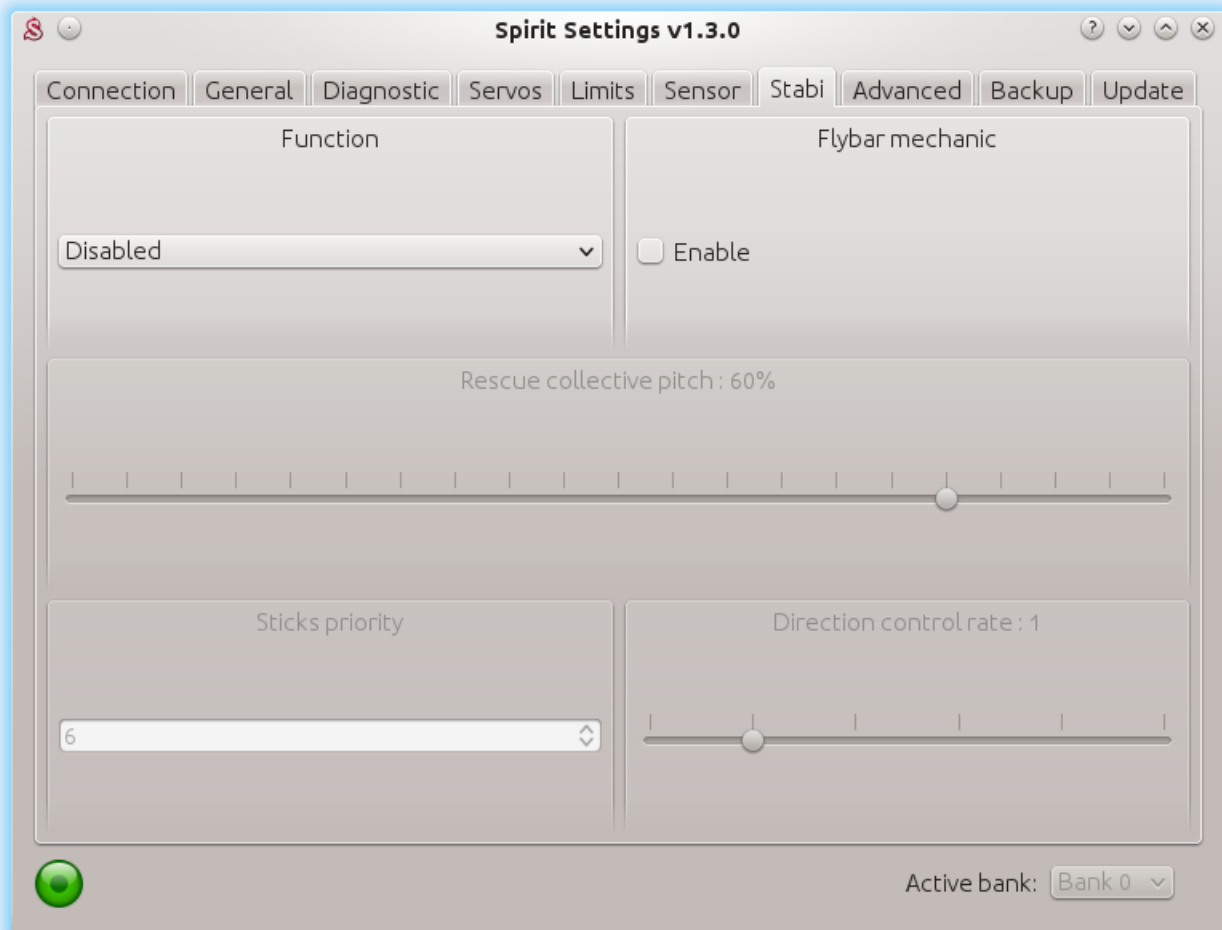 Spirit Settings v1.3.0
Connection General Diagnostic Servos Limits Sensor Stabi Advanced Backup Update
Function
Flybar mechanic
Disabled
Enable
Rescue collective pitch : 60%
Sticks priority
Direction control rate : 1
6
Active bank: Bank 0